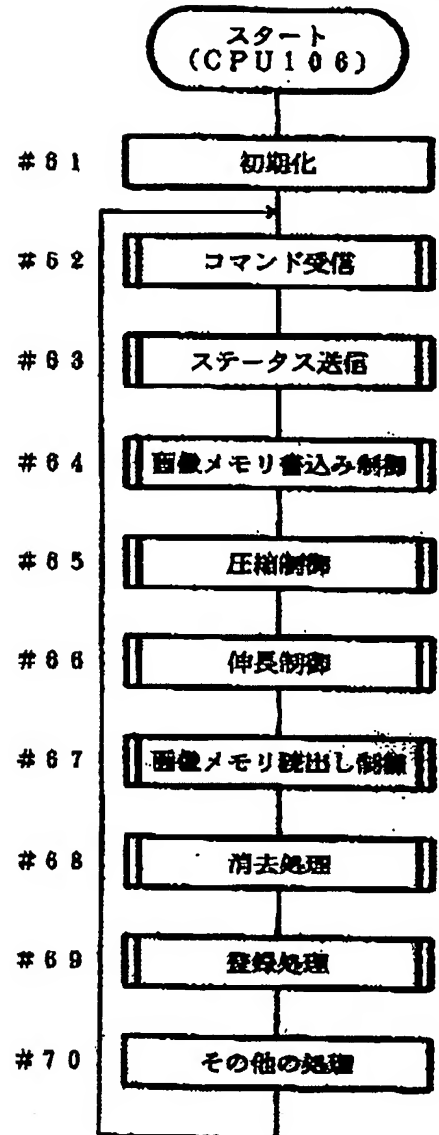 スタート
(CPU106)
#61 初期化
#62 コマンド受信
#63 ステータス送信
#64 画像メモリ書込み制御
#65 圧縮制御
#66 伸長制御
#67 画像メモリ読出し制御
#68 消去処理
#69 登録処理
#70 その他の処理